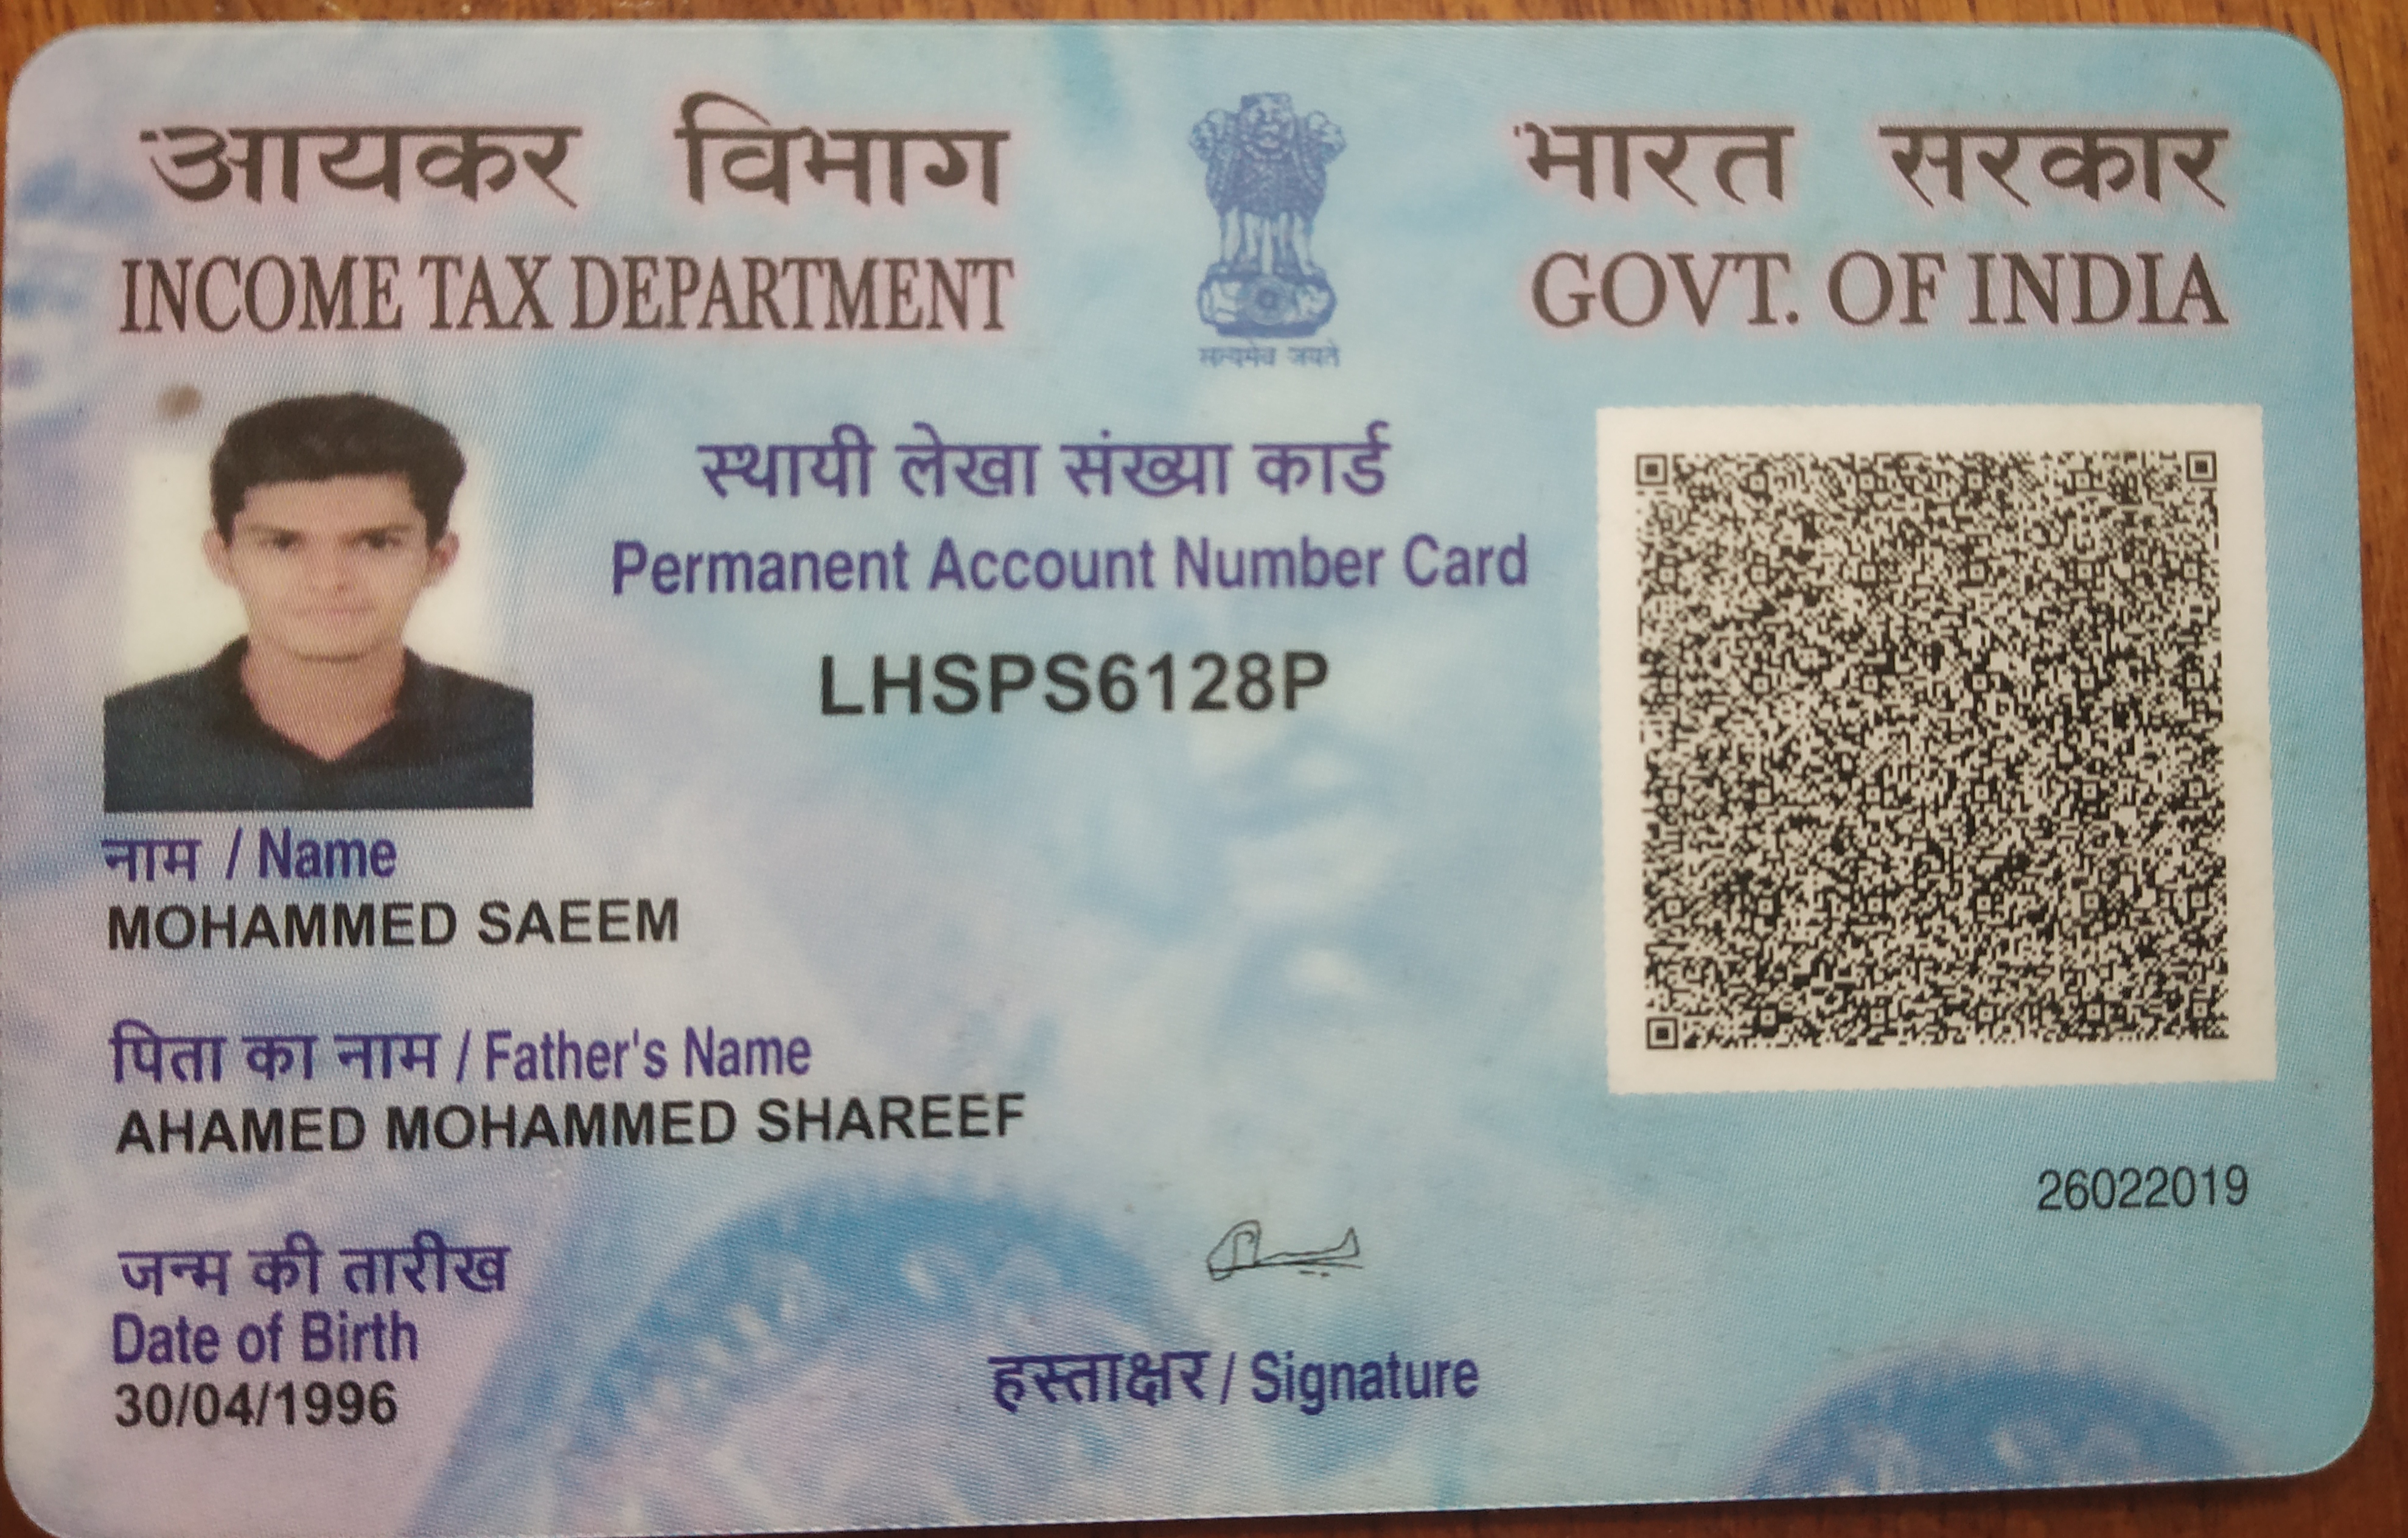 आयकर विभाग
INCOME TAX DEPARTMENT
सत्यमेव जयते
भारत सरकार
GOVT. OF INDIA
स्थायी लेखा संख्या कार्ड
Permanent Account Number Card
LHSPS6128P
नाम / Name
MOHAMMED SAEEM
पिता का नाम / Father's Name
AHAMED MOHAMMED SHAREEF
26022019
जन्म की तारीख
Date of Birth
30/04/1996
हस्ताक्षर / Signature